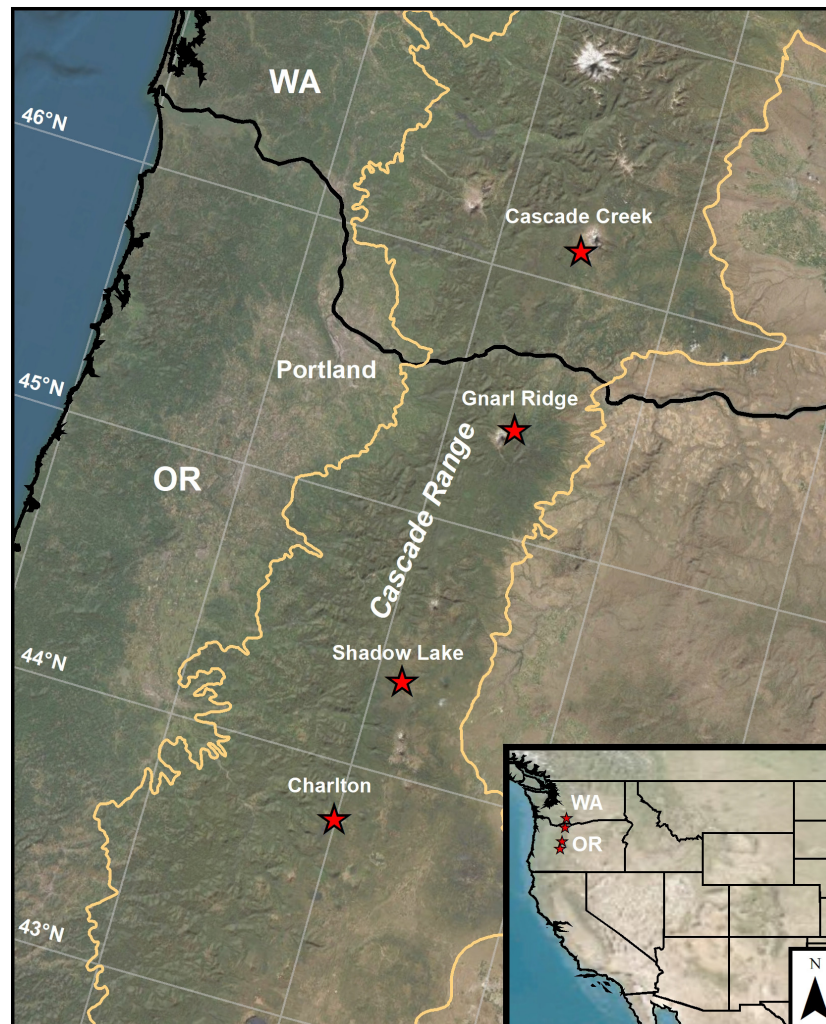 WA
46°N
Cascade Creek
Portland
45°N
Gnarl Ridge
OR
Cascade Range
Shadow Lake
44°N
Charlton
WA
OR
43°N
N